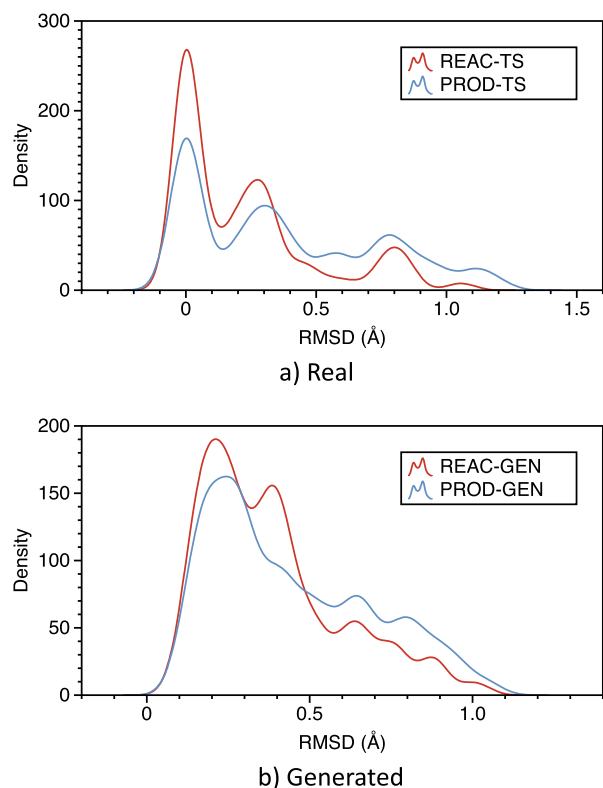 300
REAC-TS
PROD-TS
200
Density
100
0
0
0.5
1.0
1.5
RMSD (Å)
a) Real
200
REAC-GEN
PROD-GEN
150
Density
100
50
0
0
0.5
1.0
RMSD (Å)
b) Generated